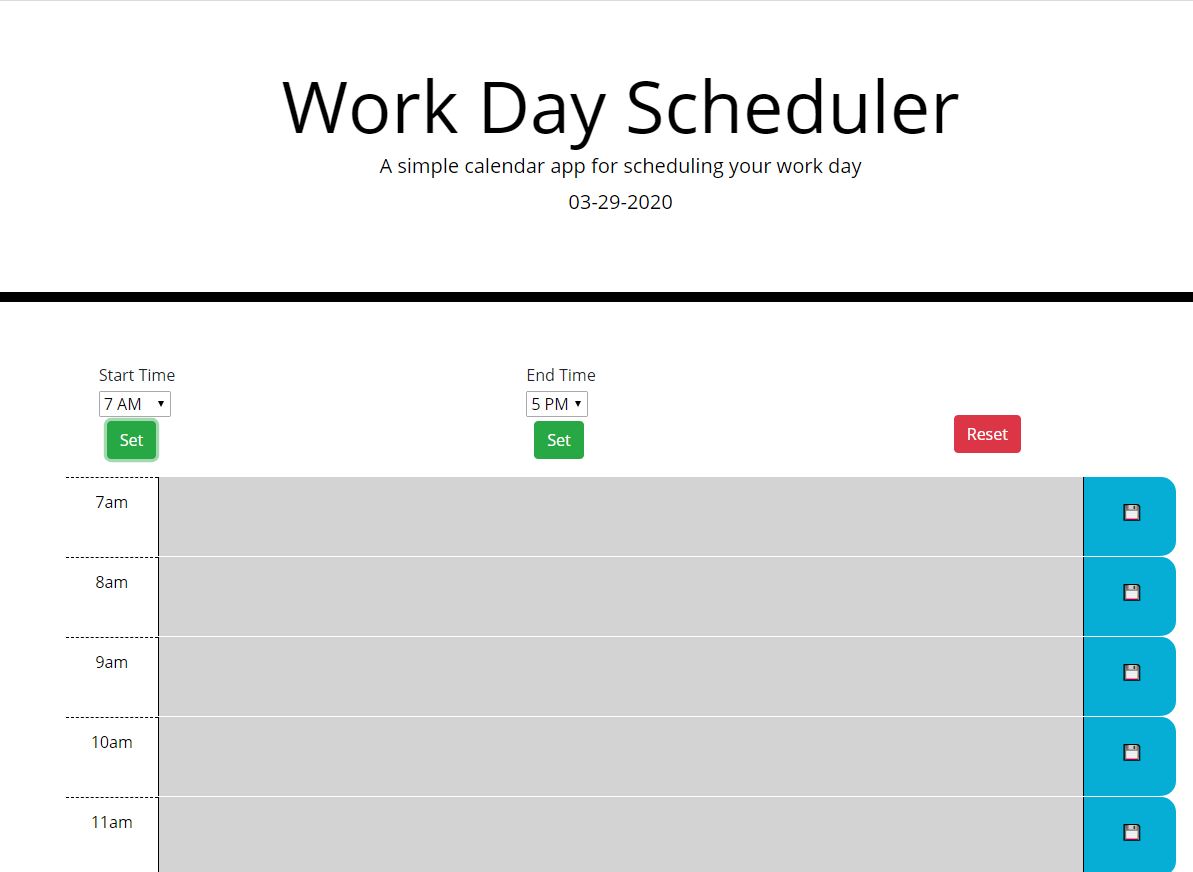 Work Day Scheduler
A simple calendar app for scheduling your work day
03-29-2020
Start Time
End Time
7 AM
5 PM
Set
Set
Reset
7am
8am
9am
10am
11am